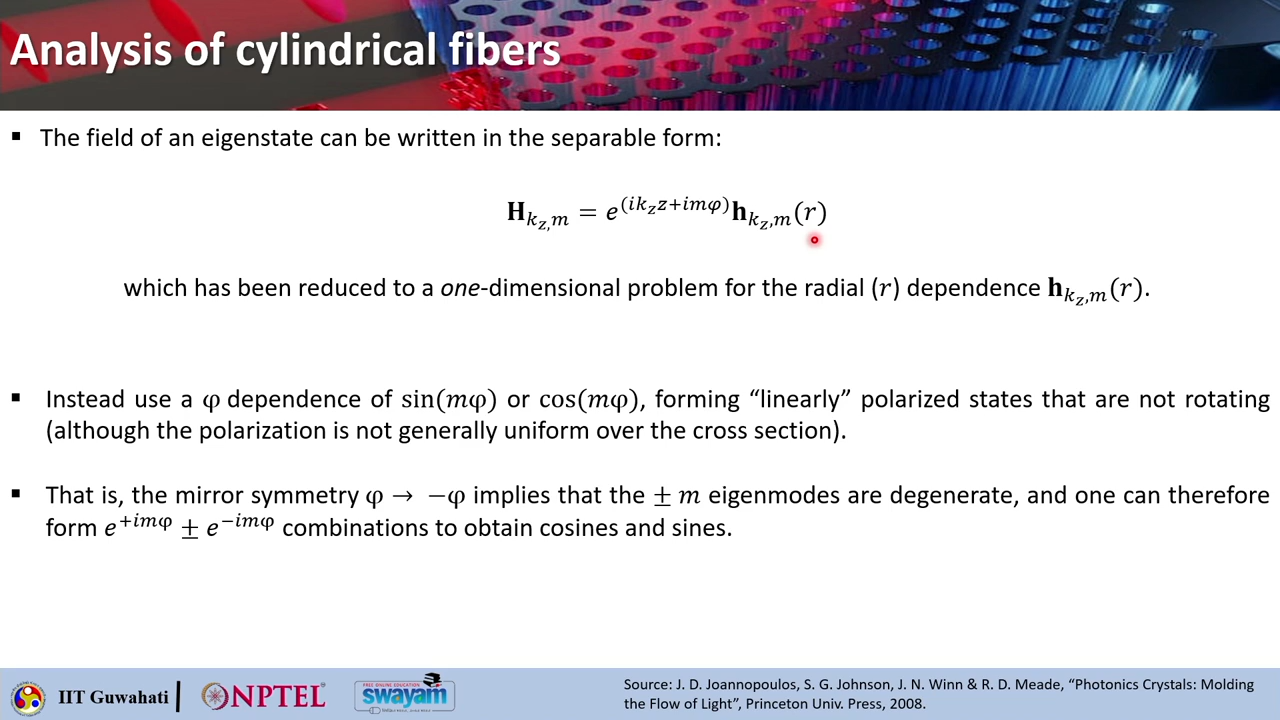 Analysis of cylindrical fibers
▪ The field of an eigenstate can be written in the separable form:
𝐇_{k_z,m} = e^{(ik_z z+imφ)} 𝐡_{k_z,m}(r)
which has been reduced to a one-dimensional problem for the radial (r) dependence 𝐡_{k_z,m}(r).
▪ Instead use a φ dependence of sin(mφ) or cos(mφ), forming “linearly” polarized states that are not rotating
(although the polarization is not generally uniform over the cross section).
▪ That is, the mirror symmetry φ → −φ implies that the ± m eigenmodes are degenerate, and one can therefore
form e^{+imφ} ± e^{−imφ} combinations to obtain cosines and sines.
IIT Guwahati
NPTEL
FREE ONLINE EDUCATION
swayam
Source: J. D. Joannopoulos, S. G. Johnson, J. N. Winn & R. D. Meade, “Photonics Crystals: Molding
the Flow of Light”, Princeton Univ. Press, 2008.